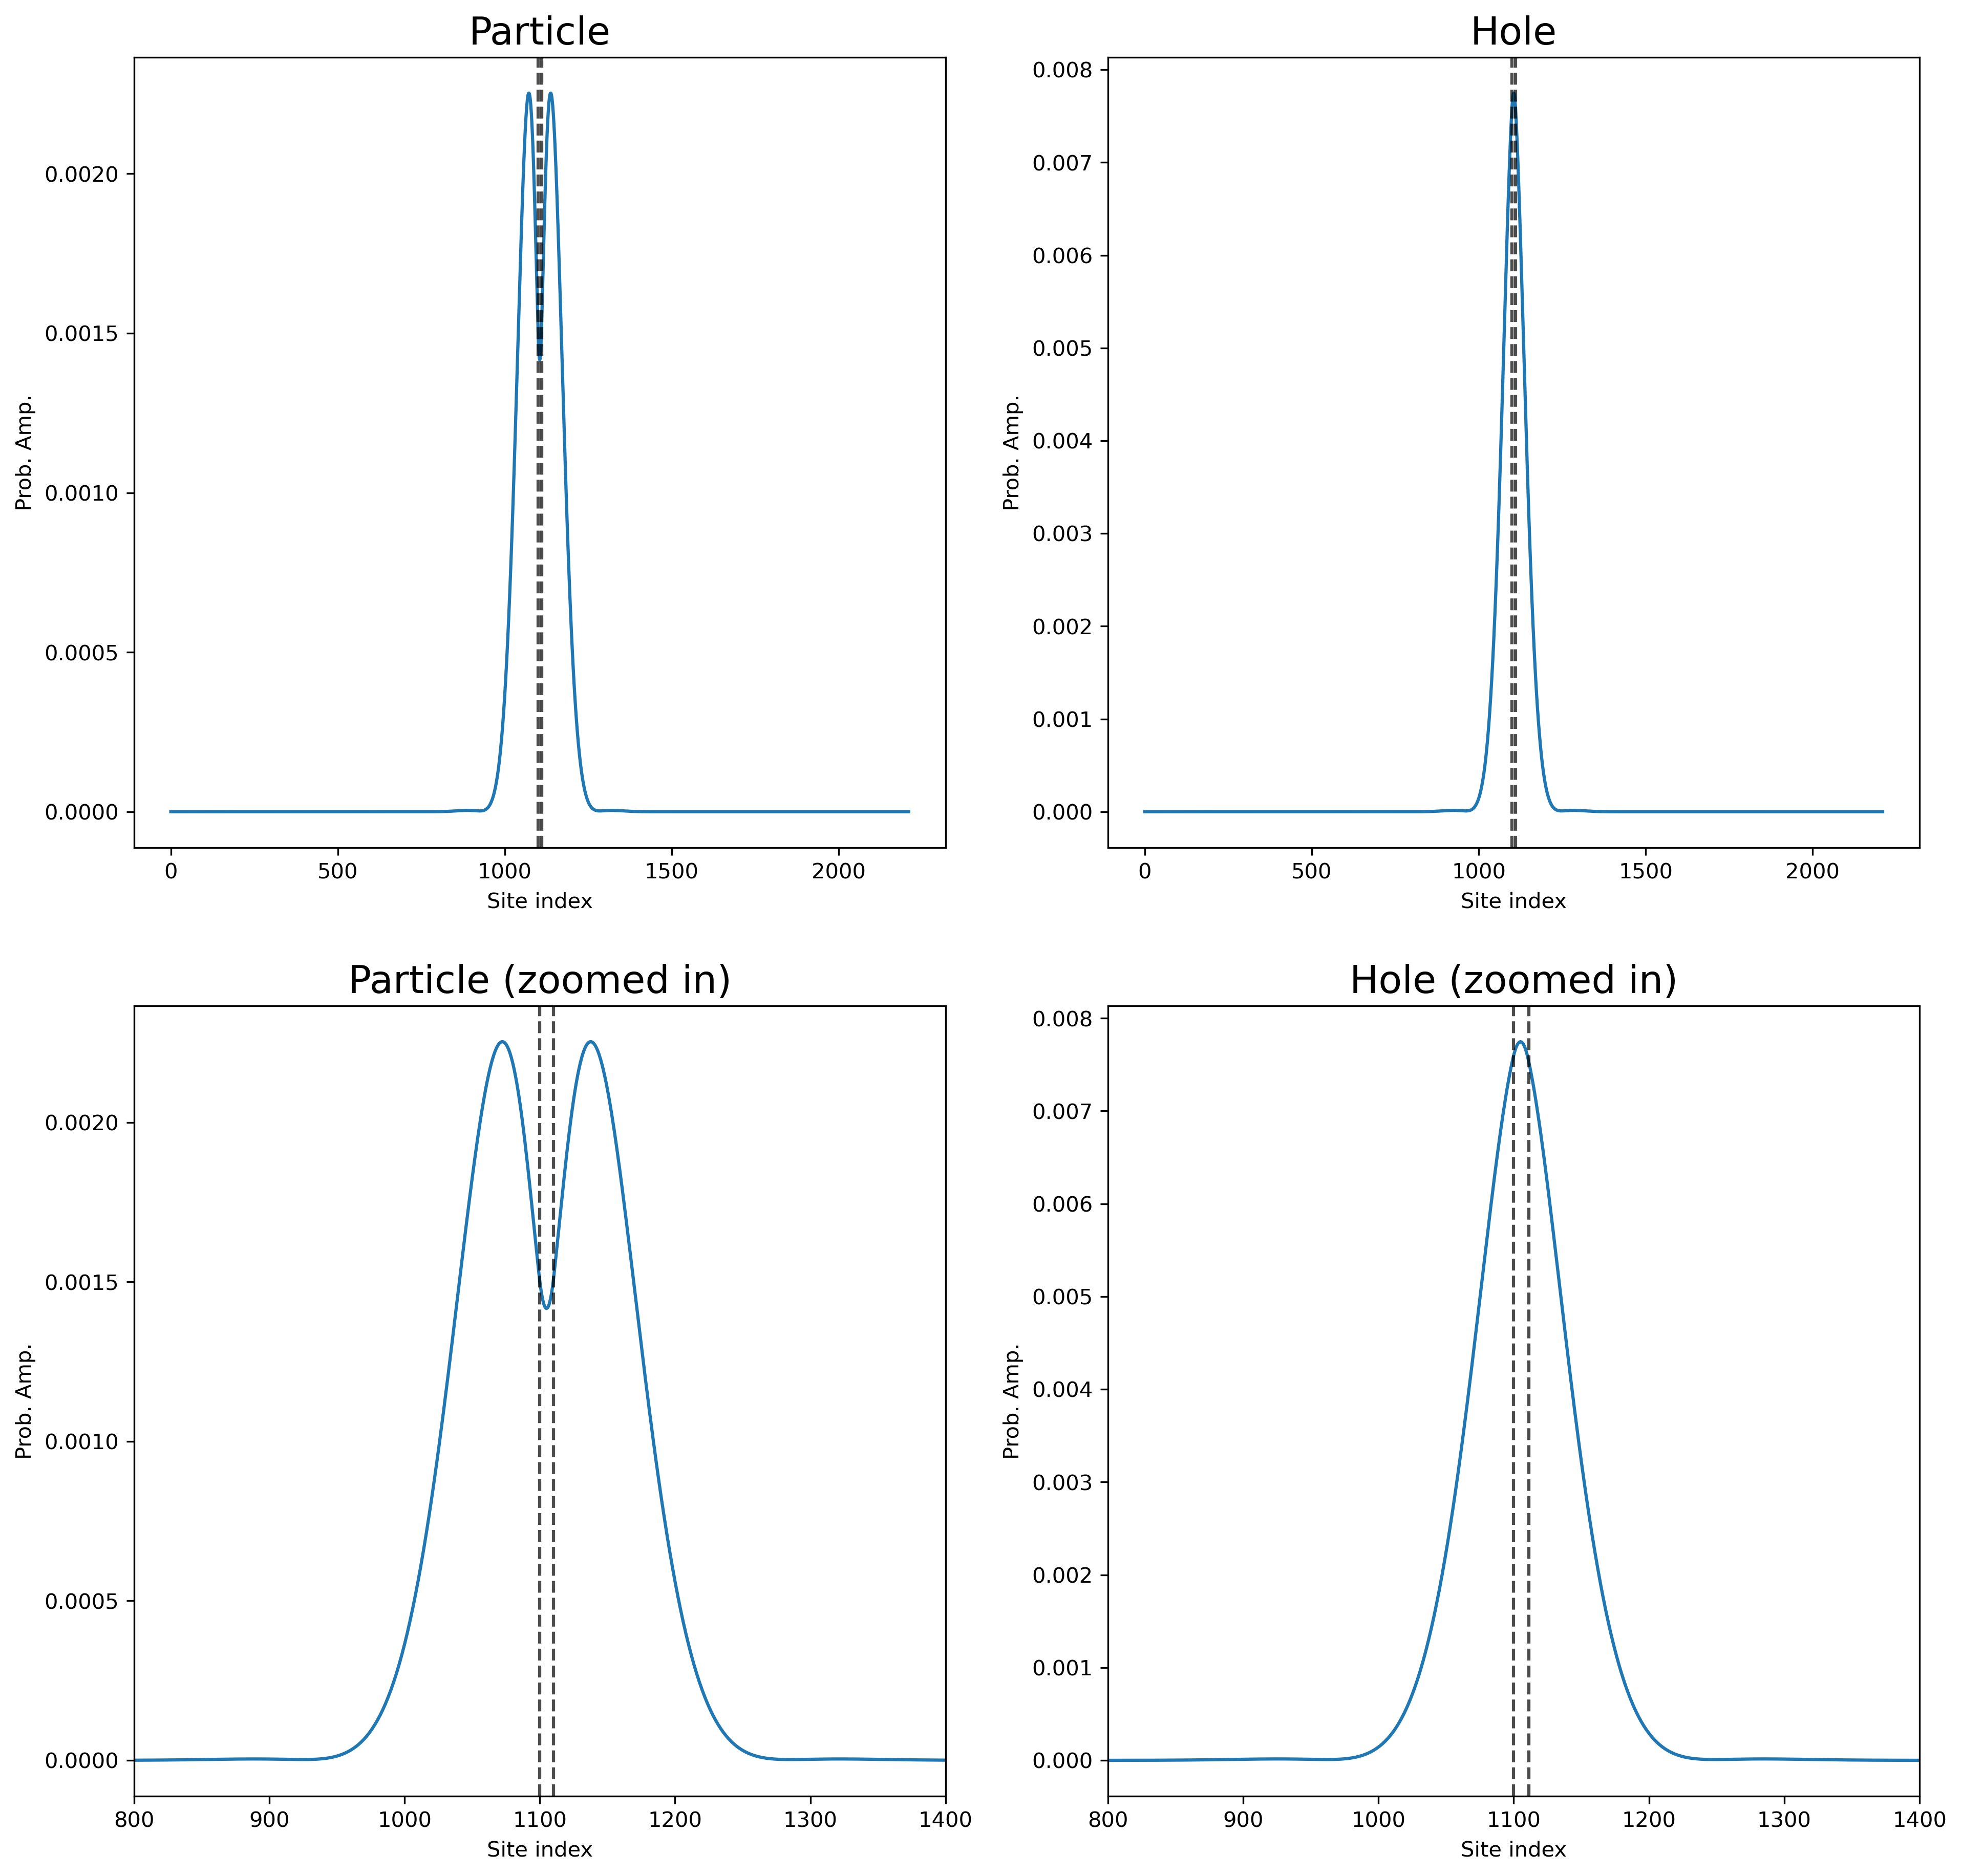 Particle
0.0020
0.0015
0.0010
0.0005
0.0000
Prob. Amp.
0 500 1000 1500 2000
Site index
Hole
0.008
0.007
0.006
0.005
0.004
0.003
0.002
0.001
0.000
Prob. Amp.
0 500 1000 1500 2000
Site index
Particle (zoomed in)
0.0020
0.0015
0.0010
0.0005
0.0000
Prob. Amp.
800 900 1000 1100 1200 1300 1400
Site index
Hole (zoomed in)
0.008
0.007
0.006
0.005
0.004
0.003
0.002
0.001
0.000
Prob. Amp.
800 900 1000 1100 1200 1300 1400
Site index